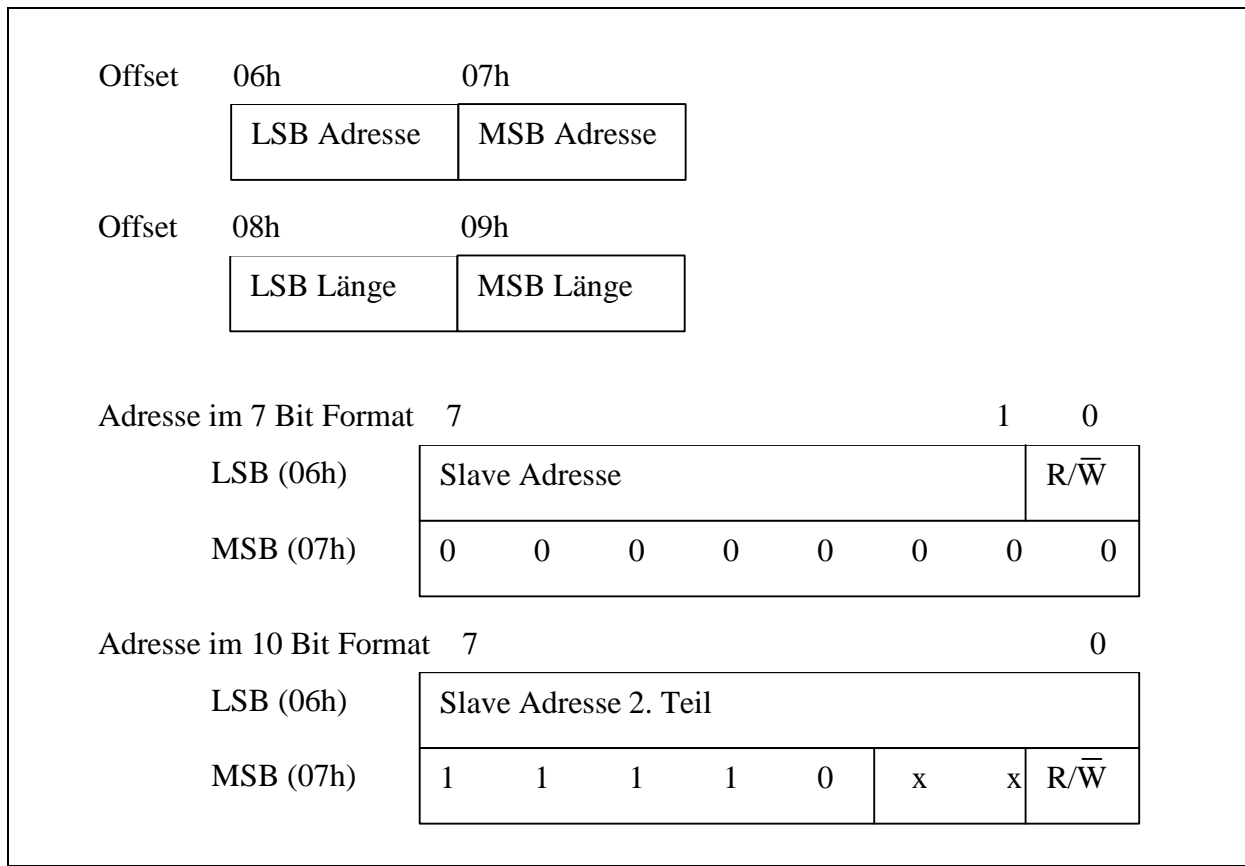 Offset 06h 07h
LSB Adresse MSB Adresse
Offset 08h 09h
LSB Länge MSB Länge
Adresse im 7 Bit Format 7 1 0
LSB (06h) Slave Adresse R/W̅
MSB (07h) 0 0 0 0 0 0 0 0
Adresse im 10 Bit Format 7 0
LSB (06h) Slave Adresse 2. Teil
MSB (07h) 1 1 1 1 0 x x R/W̅